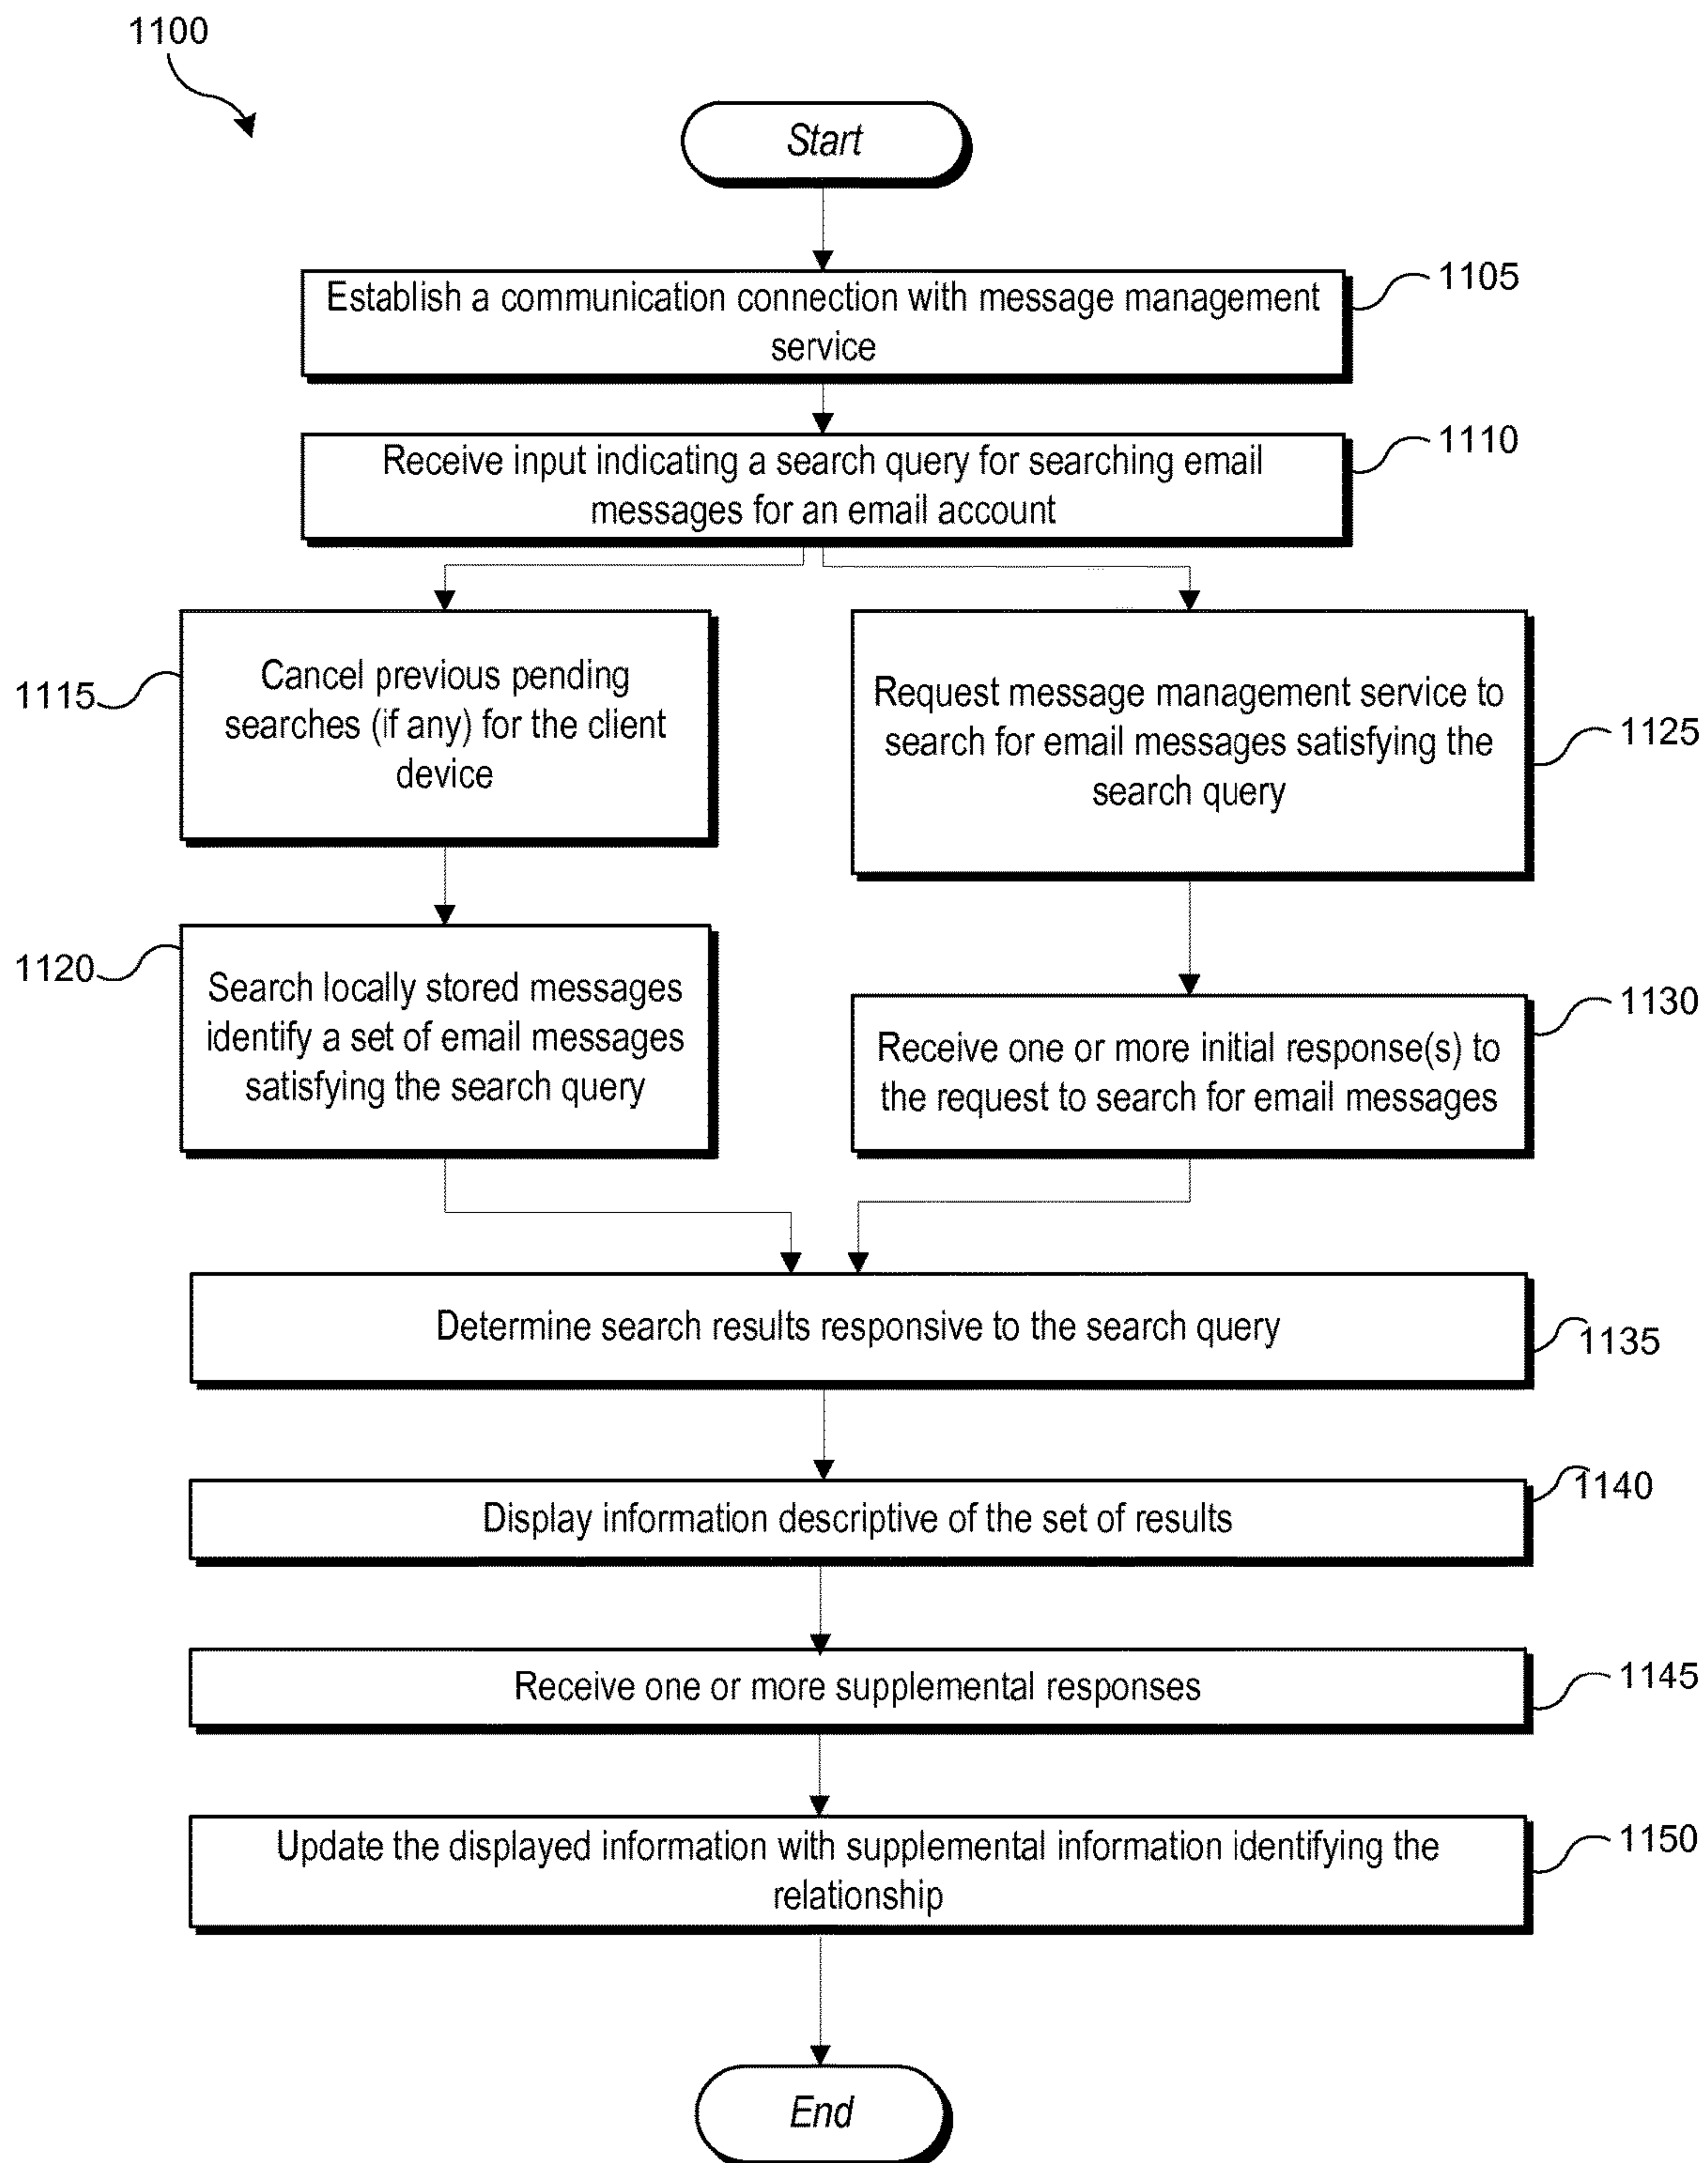 1100
Start
Establish a communication connection with message management
service
1105
Receive input indicating a search query for searching email
messages for an email account
1110
Cancel previous pending
searches (if any) for the client
device
1115
Request message management service to
search for email messages satisfying the
search query
1125
Search locally stored messages
identify a set of email messages
satisfying the search query
1120
Receive one or more initial response(s) to
the request to search for email messages
1130
Determine search results responsive to the search query
1135
Display information descriptive of the set of results
1140
Receive one or more supplemental responses
1145
Update the displayed information with supplemental information identifying the
relationship
1150
End